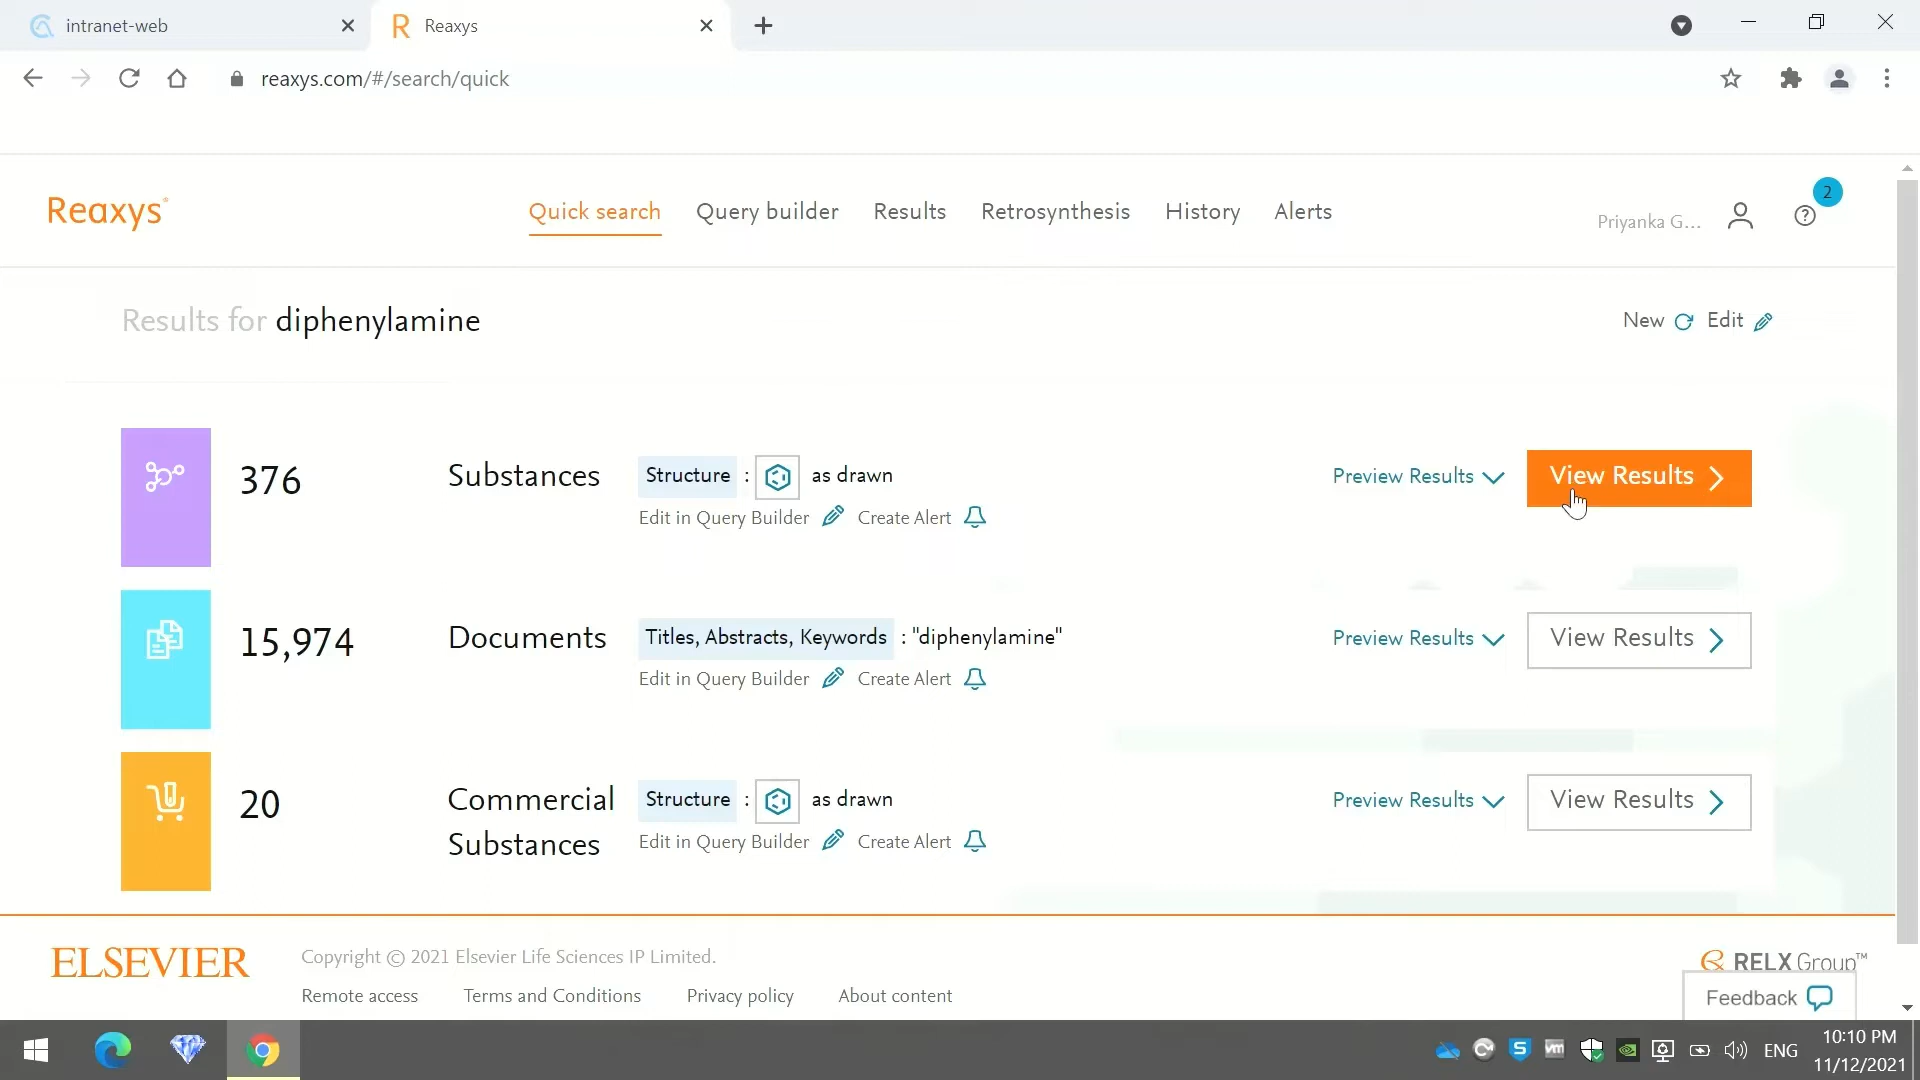 intranet-web
Reaxys
reaxys.com/#/search/quick
Reaxys®
Quick search
Query builder
Results
Retrosynthesis
History
Alerts
Priyanka G...
2
Results for diphenylamine
New
Edit
376
Substances
Structure : as drawn
Edit in Query Builder
Create Alert
Preview Results
View Results
15,974
Documents
Titles, Abstracts, Keywords : "diphenylamine"
Edit in Query Builder
Create Alert
Preview Results
View Results
20
Commercial
Substances
Structure : as drawn
Edit in Query Builder
Create Alert
Preview Results
View Results
ELSEVIER
Copyright © 2021 Elsevier Life Sciences IP Limited.
Remote access
Terms and Conditions
Privacy policy
About content
RELX Group™
Feedback
ENG
10:10 PM
11/12/2021